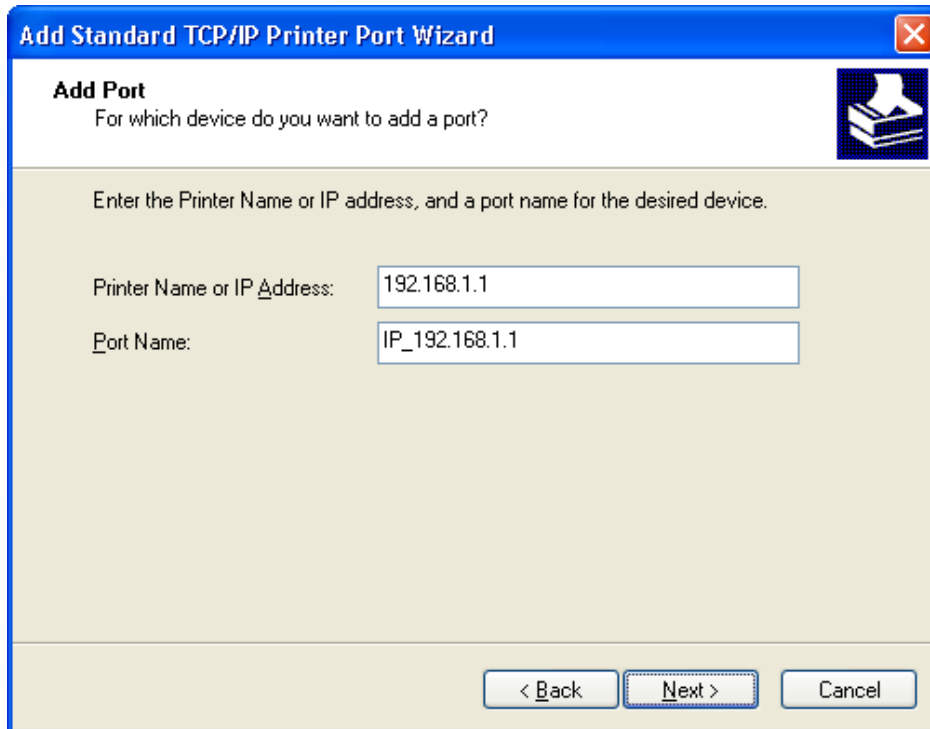 Add Standard TCP/IP Printer Port Wizard
Add Port
For which device do you want to add a port?
Enter the Printer Name or IP address, and a port name for the desired device.
Printer Name or IP Address: 192.168.1.1
Port Name: IP_192.168.1.1
< Back Next > Cancel